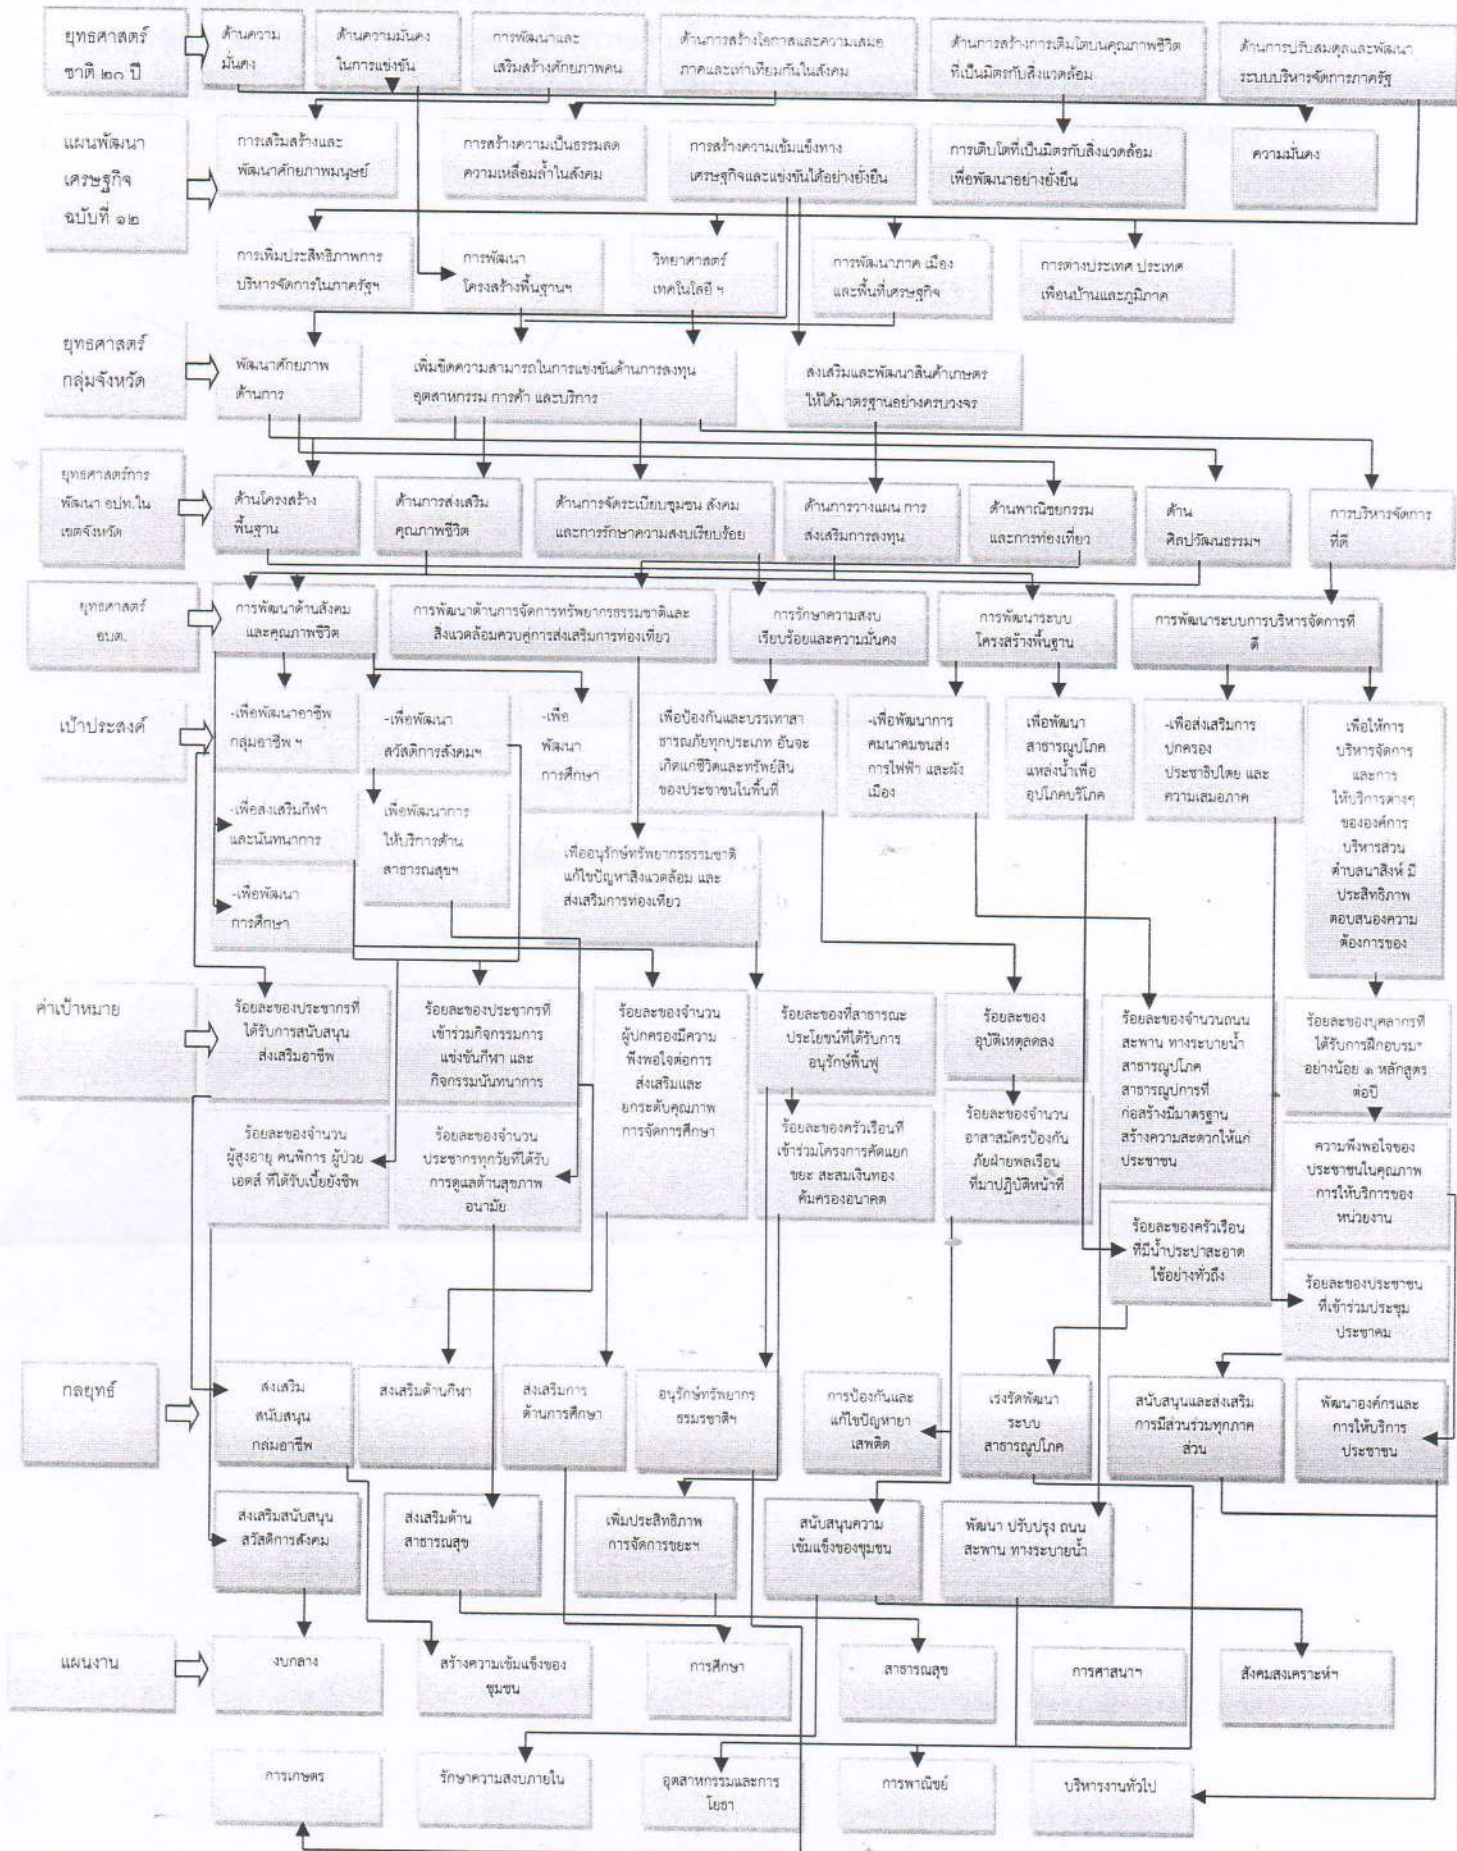 ยุทธศาสตร์
ชาติ ๒๐ ปี
ด้านความ
มั่นคง
ด้านความมั่นคง
ในการแข่งขัน
การพัฒนาและ
เสริมสร้างศักยภาพคน
ด้านการสร้างโอกาสและความเสมอ
ภาคและเท่าเทียมกันในสังคม
ด้านการสร้างการเติมโตบนคุณภาพชีวิต
ที่เป็นมิตรกับสิ่งแวดล้อม
ด้านการปรับสมดุลและพัฒนา
ระบบบริหารจัดการภาครัฐ
แผนพัฒนา
เศรษฐกิจ
ฉบับที่ ๑๒
การเสริมสร้างและ
พัฒนาศักยภาพมนุษย์
การสร้างความเป็นธรรมลด
ความเหลื่อมล้ำในสังคม
การสร้างความเข้มแข็งทาง
เศรษฐกิจและแข่งขันได้อย่างยั่งยืน
การเติบโตที่เป็นมิตรกับสิ่งแวดล้อม
เพื่อพัฒนาอย่างยั่งยืน
ความมั่นคง
การเพิ่มประสิทธิภาพการ
บริหารจัดการในภาครัฐฯ
การพัฒนา
โครงสร้างพื้นฐานฯ
วิทยาศาสตร์
เทคโนโลยี ฯ
การพัฒนาภาค เมือง
และพื้นที่เศรษฐกิจ
การต่างประเทศ ประเทศ
เพื่อนบ้านและภูมิภาค
ยุทธศาสตร์
กลุ่มจังหวัด
พัฒนาศักยภาพ
ด้านการ
เพิ่มขีดความสามารถในการแข่งขันด้านการลงทุน
อุตสาหกรรม การค้า และบริการ
ส่งเสริมและพัฒนาสินค้าเกษตร
ให้ได้มาตรฐานอย่างครบวงจร
ยุทธศาสตร์การ
พัฒนา อปท.ใน
เขตจังหวัด
ด้านโครงสร้าง
พื้นฐาน
ด้านการส่งเสริม
คุณภาพชีวิต
ด้านการจัดระเบียบชุมชน สังคม
และการรักษาความสงบเรียบร้อย
ด้านการวางแผน การ
ส่งเสริมการลงทุน
ด้านพาณิชยกรรม
และการท่องเที่ยว
ด้าน
ศิลปวัฒนธรรมฯ
การบริหารจัดการ
ที่ดี
ยุทธศาสตร์
อบต.
การพัฒนาด้านสังคม
และคุณภาพชีวิต
การพัฒนาด้านการจัดการทรัพยากรธรรมชาติและ
สิ่งแวดล้อมควบคู่การส่งเสริมการท่องเที่ยว
การรักษาความสงบ
เรียบร้อยและความมั่นคง
การพัฒนาระบบ
โครงสร้างพื้นฐาน
การพัฒนาระบบการบริหารจัดการที่
ดี
เป้าประสงค์
-เพื่อพัฒนาอาชีพ
กลุ่มอาชีพ ฯ
-เพื่อพัฒนา
สวัสดิการสังคมฯ
-เพื่อ
พัฒนา
การศึกษา
เพื่อป้องกันและบรรเทาสา
ธารณภัยทุกประเภท อันจะ
เกิดแก่ชีวิตและทรัพย์สิน
ของประชาชนในพื้นที่
-เพื่อพัฒนาการ
คมนาคมขนส่ง
การไฟฟ้า และผัง
เมือง
เพื่อพัฒนา
สาธารณูปโภค
แหล่งน้ำเพื่อ
อุปโภคบริโภค
-เพื่อส่งเสริมการ
ปกครอง
ประชาธิปไตย และ
ความเสมอภาค
เพื่อให้การ
บริหารจัดการ
และการ
ให้บริการต่างๆ
ขององค์การ
บริหารส่วน
ตำบลนาสิงห์ มี
ประสิทธิภาพ
ตอบสนองความ
ต้องการของ
-เพื่อส่งเสริมกีฬา
และนันทนาการ
เพื่อพัฒนาการ
ให้บริการด้าน
สาธารณสุขฯ
เพื่ออนุรักษ์ทรัพยากรธรรมชาติ
แก้ไขปัญหาสิ่งแวดล้อม และ
ส่งเสริมการท่องเที่ยว
-เพื่อพัฒนา
การศึกษา
ค่าเป้าหมาย
ร้อยละของประชากรที่
ได้รับการสนับสนุน
ส่งเสริมอาชีพ
ร้อยละของประชากรที่
เข้าร่วมกิจกรรมการ
แข่งขันกีฬา และ
กิจกรรมนันทนาการ
ร้อยละของจำนวน
ผู้ปกครองมีความ
พึงพอใจต่อการ
ส่งเสริมและ
ยกระดับคุณภาพ
การจัดการศึกษา
ร้อยละของที่สาธารณะ
ประโยชน์ที่ได้รับการ
อนุรักษ์ฟื้นฟู
ร้อยละของ
อุบัติเหตุลดลง
ร้อยละของจำนวนถนน
สะพาน ทางระบายน้ำ
สาธารณูปโภค
สาธารณูปการที่
ก่อสร้างมีมาตรฐาน
สร้างความสะดวกให้แก่
ประชาชน
ร้อยละของบุคลากรที่
ได้รับการฝึกอบรม
อย่างน้อย ๑ หลักสูตร
ต่อปี
ร้อยละของจำนวน
ผู้สูงอายุ คนพิการ ผู้ป่วย
เอดส์ ที่ได้รับเบี้ยยังชีพ
ร้อยละของจำนวน
ประชากรทุกวัยที่ได้รับ
การดูแลด้านสุขภาพ
อนามัย
ร้อยละของครัวเรือนที่
เข้าร่วมโครงการคัดแยก
ขยะ สะสมเงินทอง
คุ้มครองอนาคต
ร้อยละของจำนวน
อาสาสมัครป้องกัน
ภัยฝ่ายพลเรือน
ที่มาปฏิบัติหน้าที่
ความพึงพอใจของ
ประชาชนในคุณภาพ
การให้บริการของ
หน่วยงาน
ร้อยละของครัวเรือน
ที่มีน้ำประปาสะอาด
ใช้อย่างทั่วถึง
ร้อยละของประชาชน
ที่เข้าร่วมประชุม
ประชาคม
กลยุทธ์
ส่งเสริม
สนับสนุน
กลุ่มอาชีพ
ส่งเสริมด้านกีฬา
ส่งเสริมการ
ด้านการศึกษา
อนุรักษ์ทรัพยากร
ธรรมรชาติฯ
การป้องกันและ
แก้ไขปัญหายา
เสพติด
เร่งรัดพัฒนา
ระบบ
สาธารณูปโภค
สนับสนุนและส่งเสริม
การมีส่วนร่วมทุกภาค
ส่วน
พัฒนาองค์กรและ
การให้บริการ
ประชาชน
ส่งเสริมสนับสนุน
สวัสดิการสังคม
ส่งเสริมด้าน
สาธารณสุข
เพิ่มประสิทธิภาพ
การจัดการขยะฯ
สนับสนุนความ
เข้มแข็งของชุมชน
พัฒนา ปรับปรุง ถนน
สะพาน ทางระบายน้ำ
แผนงาน
งบกลาง
สร้างความเข้มแข็งของ
ชุมชน
การศึกษา
สาธารณสุข
การศาสนาฯ
สังคมสงเคราะห์ฯ
การเกษตร
รักษาความสงบภายใน
อุตสาหกรรมและการ
โยธา
การพาณิชย์
บริหารงานทั่วไป